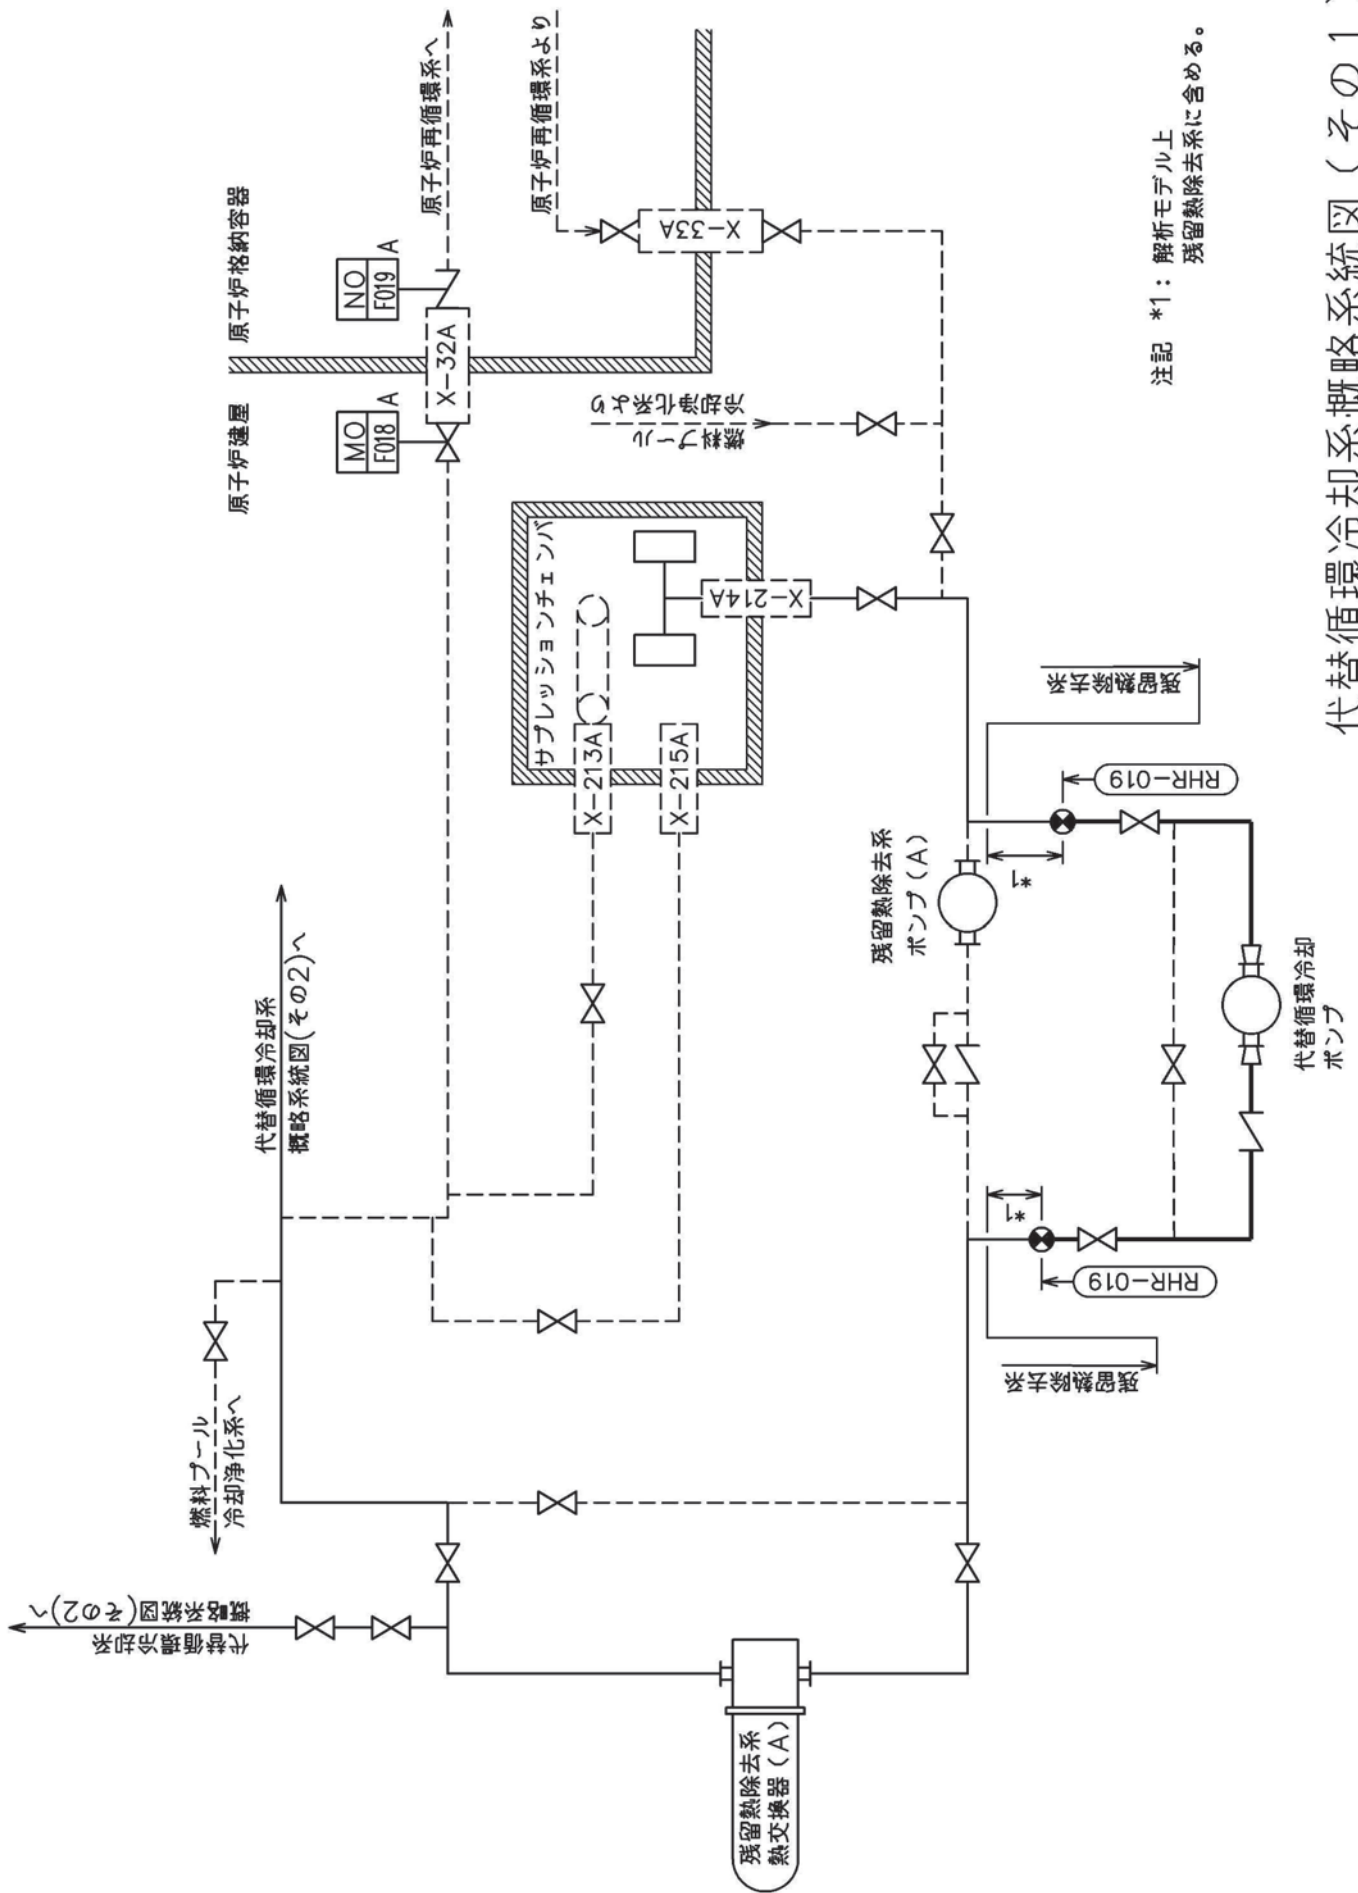 代替循環冷却系
概略系統図(その2)へ
燃料プール
冷却浄化系へ
代替循環冷却系
概略系統図(その2)へ
原子炉建屋
原子炉格納容器
MO
F018
A
NO
F019
A
X-32A
原子炉再循環系へ
原子炉再循環系より
X-33A
燃料プール
冷却浄化系より
サプレッションチェンバ
X-213A
X-215A
X-214A
残留熱除去系
熱交換器(A)
残留熱除去系
ポンプ(A)
残留熱除去系
*1
RHR-019
残留熱除去系
*1
RHR-019
代替循環冷却
ポンプ
注記 *1:解析モデル上
残留熱除去系に含める。
代替循環冷却系概略系統図(その1)